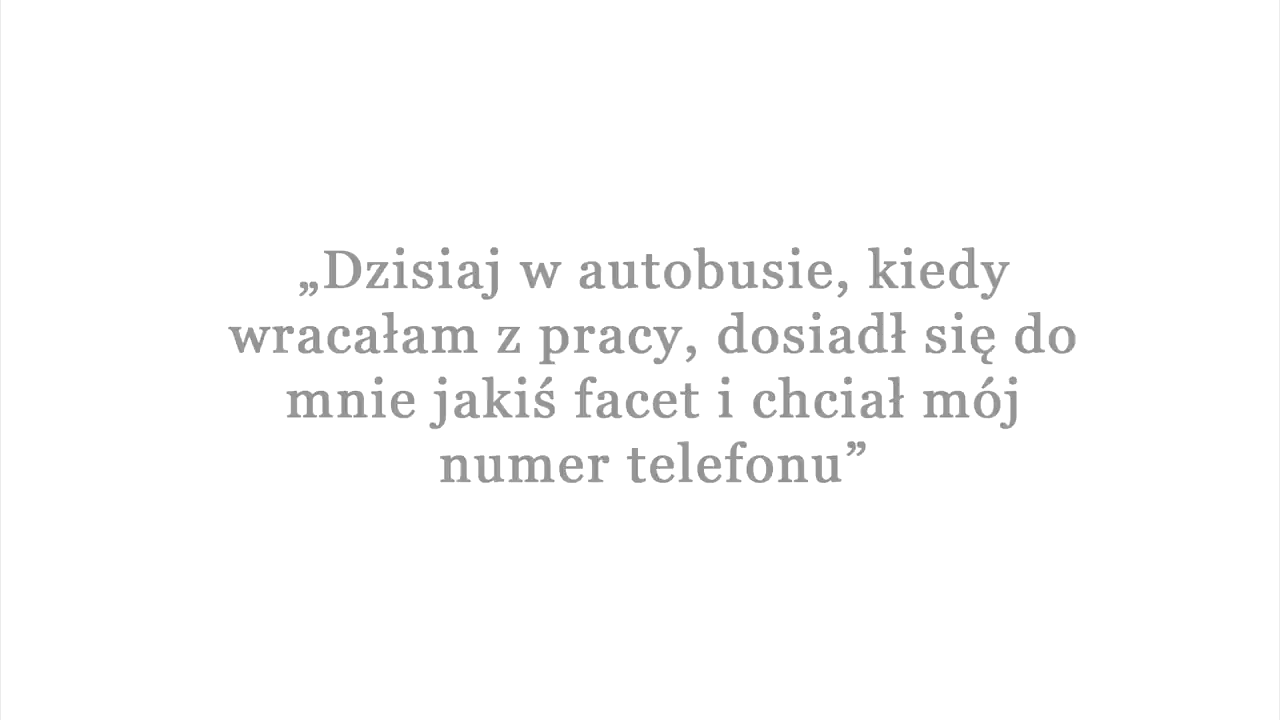 „Dzisiaj w autobusie, kiedy
wracałam z pracy, dosiadł się do
mnie jakiś facet i chciał mój
numer telefonu”